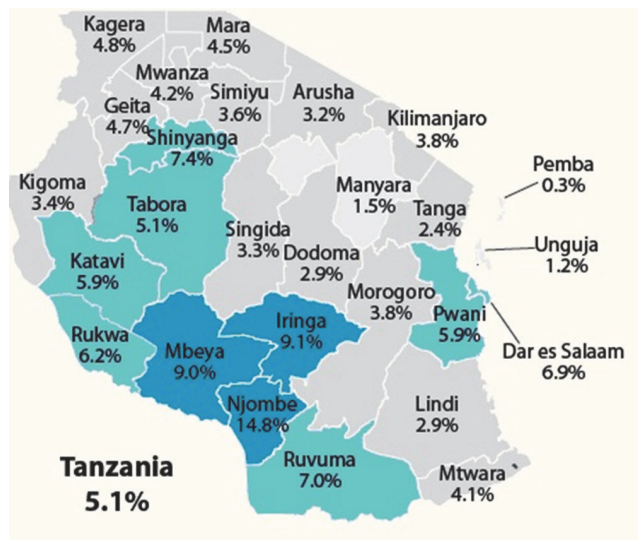 Kagera
4.8%
Mara
4.5%
Mwanza
4.2%
Geita
4.7%
Simiyu
3.6%
Arusha
3.2%
Kilimanjaro
3.8%
Shinyanga
7.4%
Kigoma
3.4%
Tabora
5.1%
Manyara
1.5%
Pemba
0.3%
Tanga
2.4%
Singida
3.3%
Dodoma
2.9%
Unguja
1.2%
Katavi
5.9%
Morogoro
3.8%
Pwani
5.9%
Rukwa
6.2%
Mbeya
9.0%
Iringa
9.1%
Dar es Salaam
6.9%
Njombe
14.8%
Lindi
2.9%
Ruvuma
7.0%
Mtwara
4.1%
Tanzania
5.1%